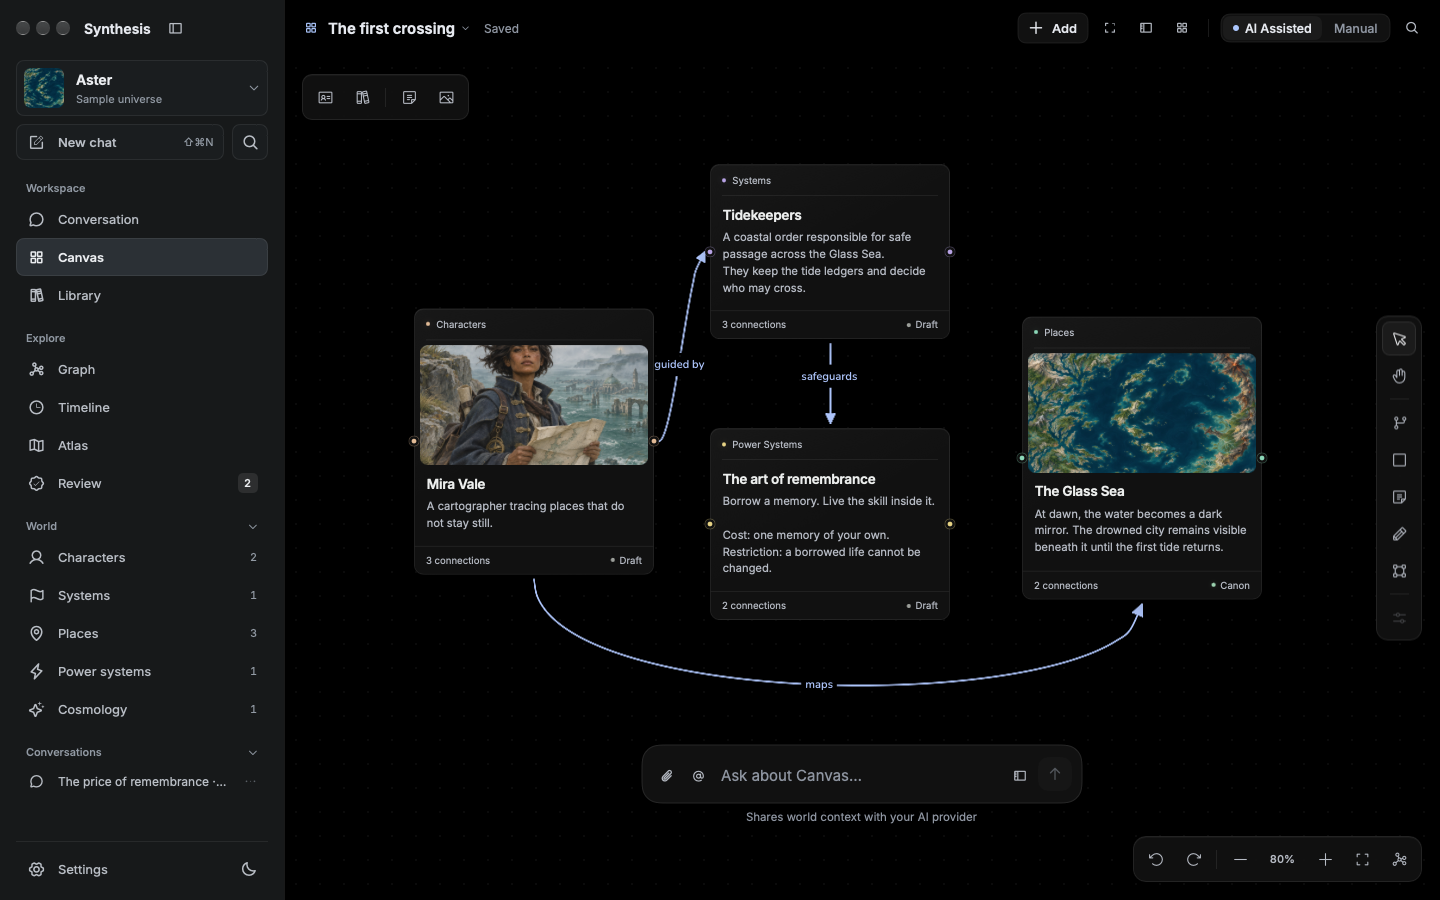 Synthesis
Aster
Sample universe
New chat
⇧⌘N
Workspace
Conversation
Canvas
Library
Explore
Graph
Timeline
Atlas
Review
2
World
Characters
2
Systems
1
Places
3
Power systems
1
Cosmology
1
Conversations
The price of remembrance ·...
Settings
The first crossing
Saved
Add
AI Assisted
Manual
Systems
Tidekeepers
A coastal order responsible for safe
passage across the Glass Sea.
They keep the tide ledgers and decide
who may cross.
3 connections
Draft
Characters
Mira Vale
A cartographer tracing places that do
not stay still.
3 connections
Draft
guided by
safeguards
Power Systems
The art of remembrance
Borrow a memory. Live the skill inside it.
Cost: one memory of your own.
Restriction: a borrowed life cannot be
changed.
2 connections
Draft
Places
The Glass Sea
At dawn, the water becomes a dark
mirror. The drowned city remains visible
beneath it until the first tide returns.
2 connections
Canon
maps
@
Ask about Canvas...
Shares world context with your AI provider
80%